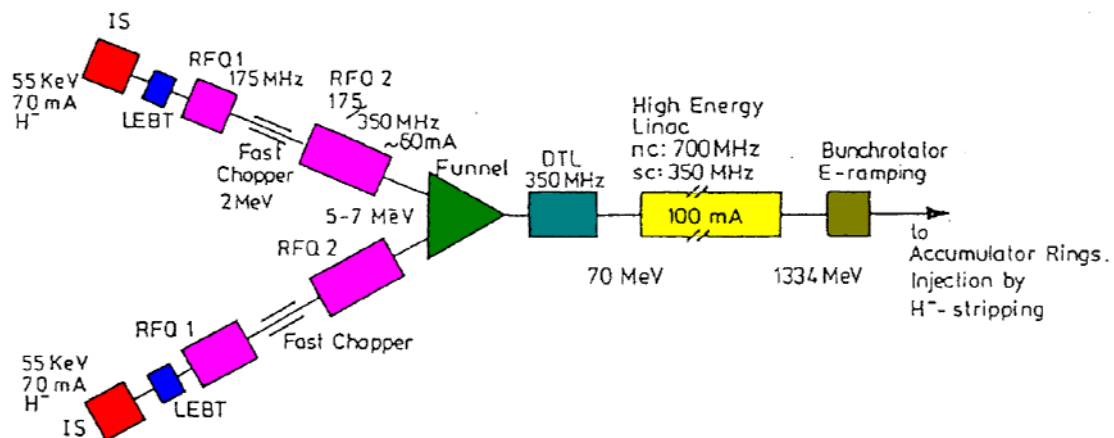 IS
55 KeV
70 mA
H⁻
LEBT
RFQ 1
175 MHz
Fast
Chopper
2 MeV
RFQ 2
175/
350 MHz
~60mA
5-7 MeV
Funnel
DTL
350 MHz
70 MeV
High Energy
Linac
nc: 700 MHz
sc: 350 MHz
100 mA
1334 MeV
Bunchrotator
E-ramping
to
Accumulator Rings.
Injection by
H⁻- stripping
RFQ 2
Fast Chopper
RFQ 1
55 KeV
70 mA
H⁻
LEBT
IS